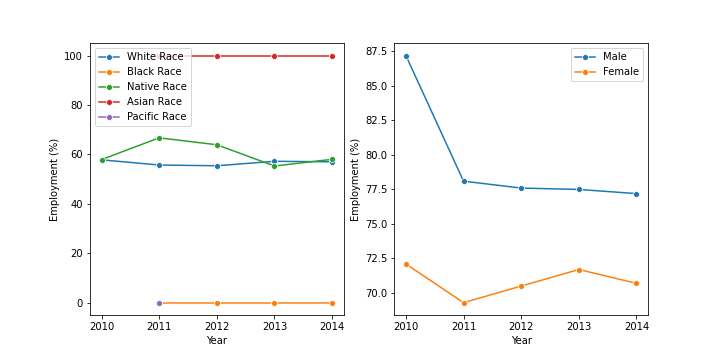 100
80
60
40
20
0
Employment (%)
2010 2011 2012 2013 2014
Year
White Race
Black Race
Native Race
Asian Race
Pacific Race
87.5
85.0
82.5
80.0
77.5
75.0
72.5
70.0
Employment (%)
2010 2011 2012 2013 2014
Year
Male
Female